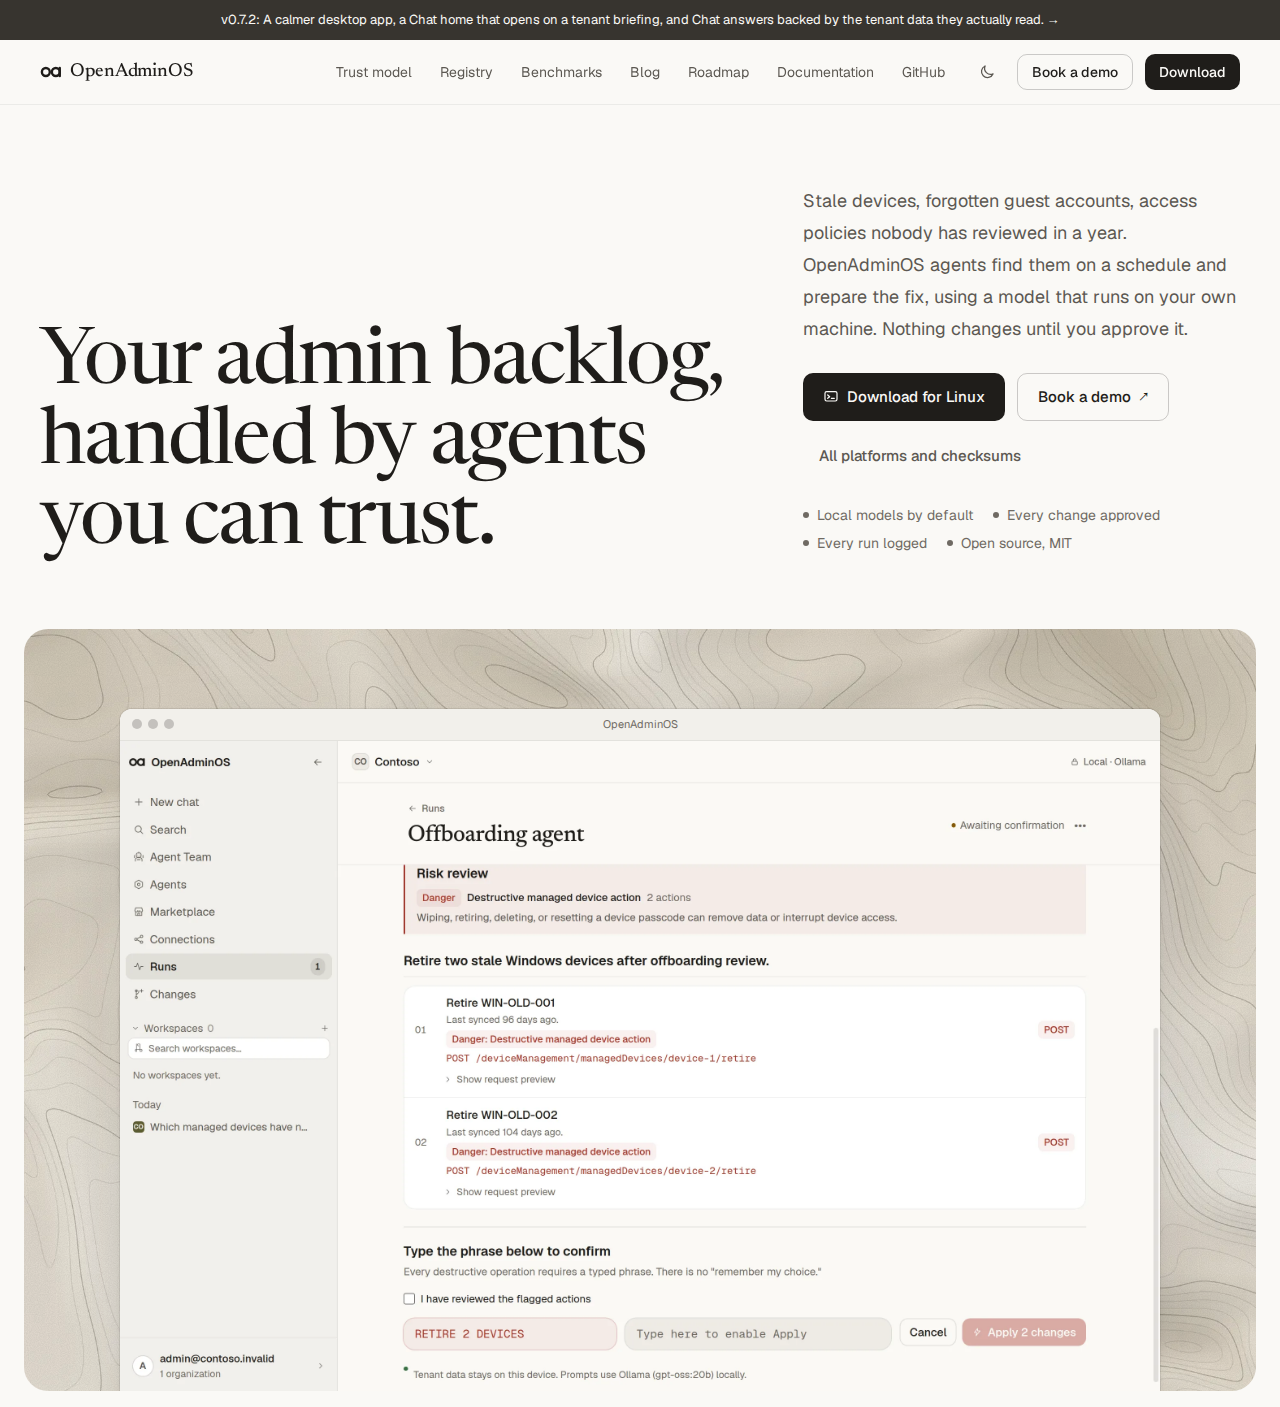 v0.7.2: A calmer desktop app, a Chat home that opens on a tenant briefing, and Chat answers backed by the tenant data they actually read. →
OpenAdminOS
Trust model Registry Benchmarks Blog Roadmap Documentation GitHub Book a demo Download
Your admin backlog,
handled by agents
you can trust.
Stale devices, forgotten guest accounts, access
policies nobody has reviewed in a year.
OpenAdminOS agents find them on a schedule and
prepare the fix, using a model that runs on your own
machine. Nothing changes until you approve it.
Download for Linux Book a demo ↗
All platforms and checksums
Local models by default Every change approved
Every run logged Open source, MIT
OpenAdminOS
OpenAdminOS ←
New chat
Search
Agent Team
Agents
Marketplace
Connections
Runs 1
Changes
Workspaces 0 +
Search workspaces...
No workspaces yet.
Today
CO Which managed devices have n...
A admin@contoso.invalid
1 organization
CO Contoso
Local · Ollama
← Runs
Offboarding agent
Awaiting confirmation •••
Risk review
Danger Destructive managed device action 2 actions
Wiping, retiring, deleting, or resetting a device passcode can remove data or interrupt device access.
Retire two stale Windows devices after offboarding review.
01
Retire WIN-OLD-001
Last synced 96 days ago.
Danger: Destructive managed device action
POST /deviceManagement/managedDevices/device-1/retire
Show request preview
POST
02
Retire WIN-OLD-002
Last synced 104 days ago.
Danger: Destructive managed device action
POST /deviceManagement/managedDevices/device-2/retire
Show request preview
POST
Type the phrase below to confirm
Every destructive operation requires a typed phrase. There is no "remember my choice."
I have reviewed the flagged actions
RETIRE 2 DEVICES Type here to enable Apply Cancel Apply 2 changes
Tenant data stays on this device. Prompts use Ollama (gpt-oss:20b) locally.